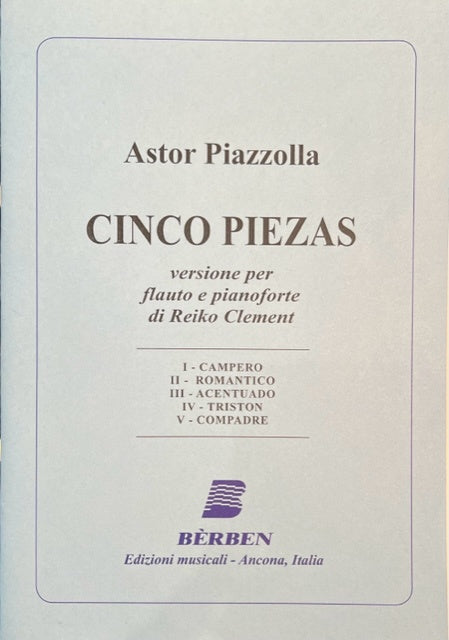 Astor Piazzolla
CINCO PIEZAS
versione per
flauto e pianoforte
di Reiko Clement
I - CAMPERO
II - ROMANTICO
III - ACENTUADO
IV - TRISTON
V - COMPADRE
BÈRBEN
Edizioni musicali - Ancona, Italia